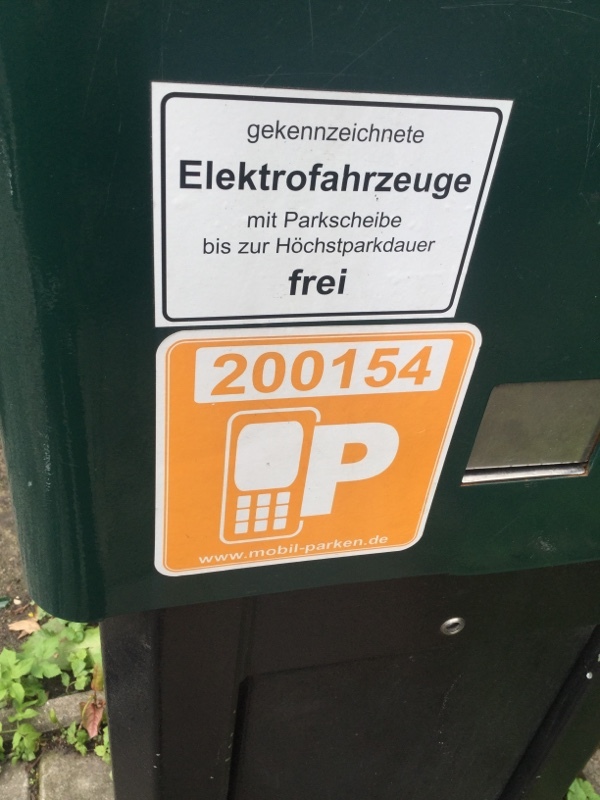 gekennzeichnete
Elektrofahrzeuge
mit Parkscheibe
bis zur Höchstparkdauer
frei
200154
P
www.mobil-parken.de